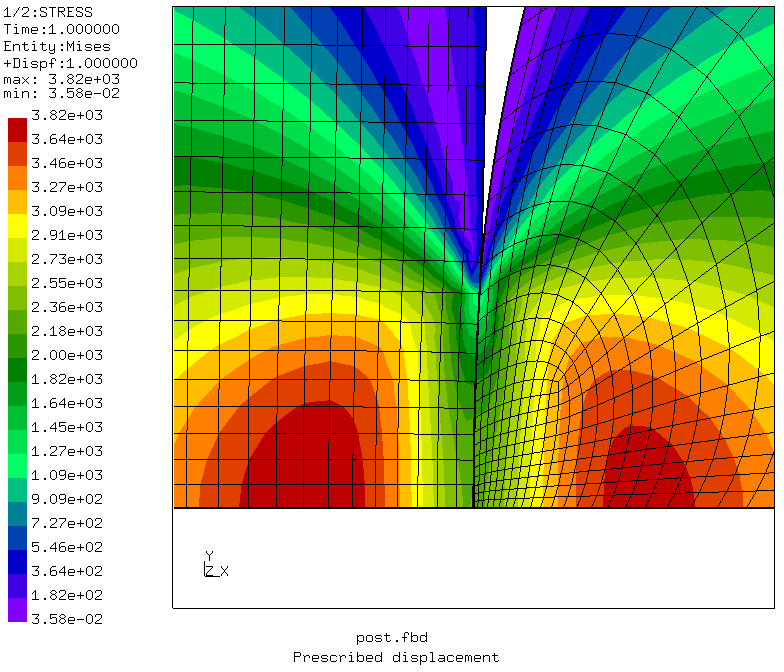 1/2:STRESS
Time:1.000000
Entity:Mises
+Dispf:1.000000
max: 3.82e+03
min: 3.58e-02
3.82e+03
3.64e+03
3.46e+03
3.27e+03
3.09e+03
2.91e+03
2.73e+03
2.55e+03
2.36e+03
2.18e+03
2.00e+03
1.82e+03
1.64e+03
1.45e+03
1.27e+03
1.09e+03
9.09e+02
7.27e+02
5.46e+02
3.64e+02
1.82e+02
3.58e-02
Y
Z X
post.fbd
Prescribed displacement